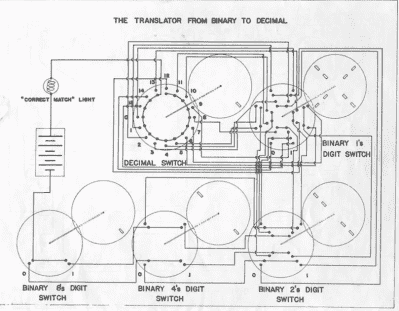 THE TRANSLATOR FROM BINARY TO DECIMAL
"CORRECT MATCH" LIGHT
15
11
14
10
9
0
1
2
3
4
5
6
7
8
DECIMAL SWITCH
0
1
BINARY 1's
DIGIT SWITCH
0
1
BINARY 8's DIGIT
SWITCH
0
1
BINARY 4's DIGIT
SWITCH
0
1
BINARY 2's DIGIT
SWITCH